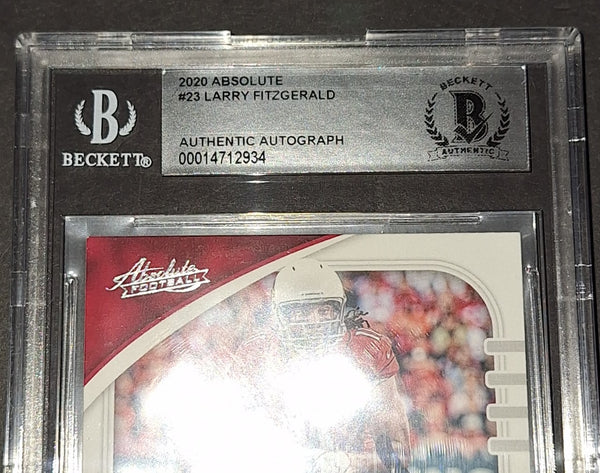 B
BECKETT®
2020 ABSOLUTE
#23 LARRY FITZGERALD
AUTHENTIC AUTOGRAPH
00014712934
BECKETT
B
AUTHENTIC
Absolute
FOOTBALL